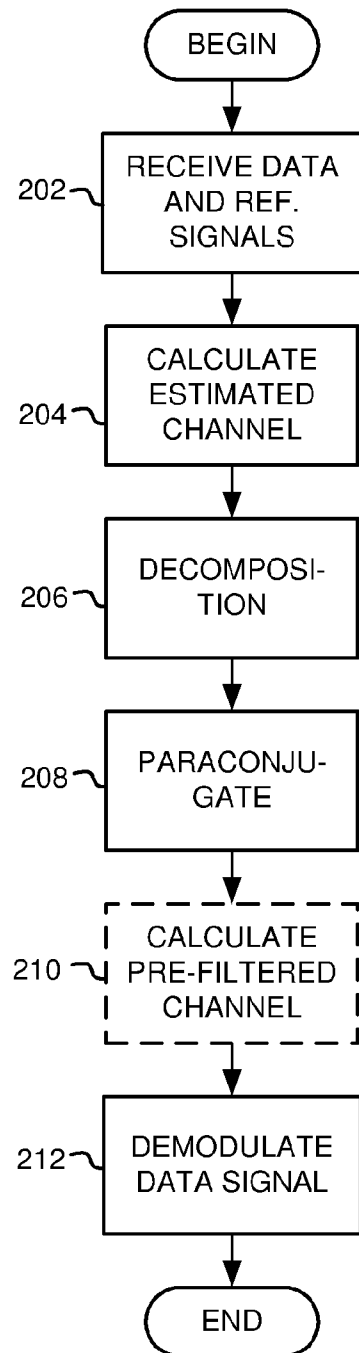 BEGIN
202
RECEIVE DATA
AND REF.
SIGNALS
204
CALCULATE
ESTIMATED
CHANNEL
206
DECOMPOSI-
TION
208
PARACONJU-
GATE
210
CALCULATE
PRE-FILTERED
CHANNEL
212
DEMODULATE
DATA SIGNAL
END